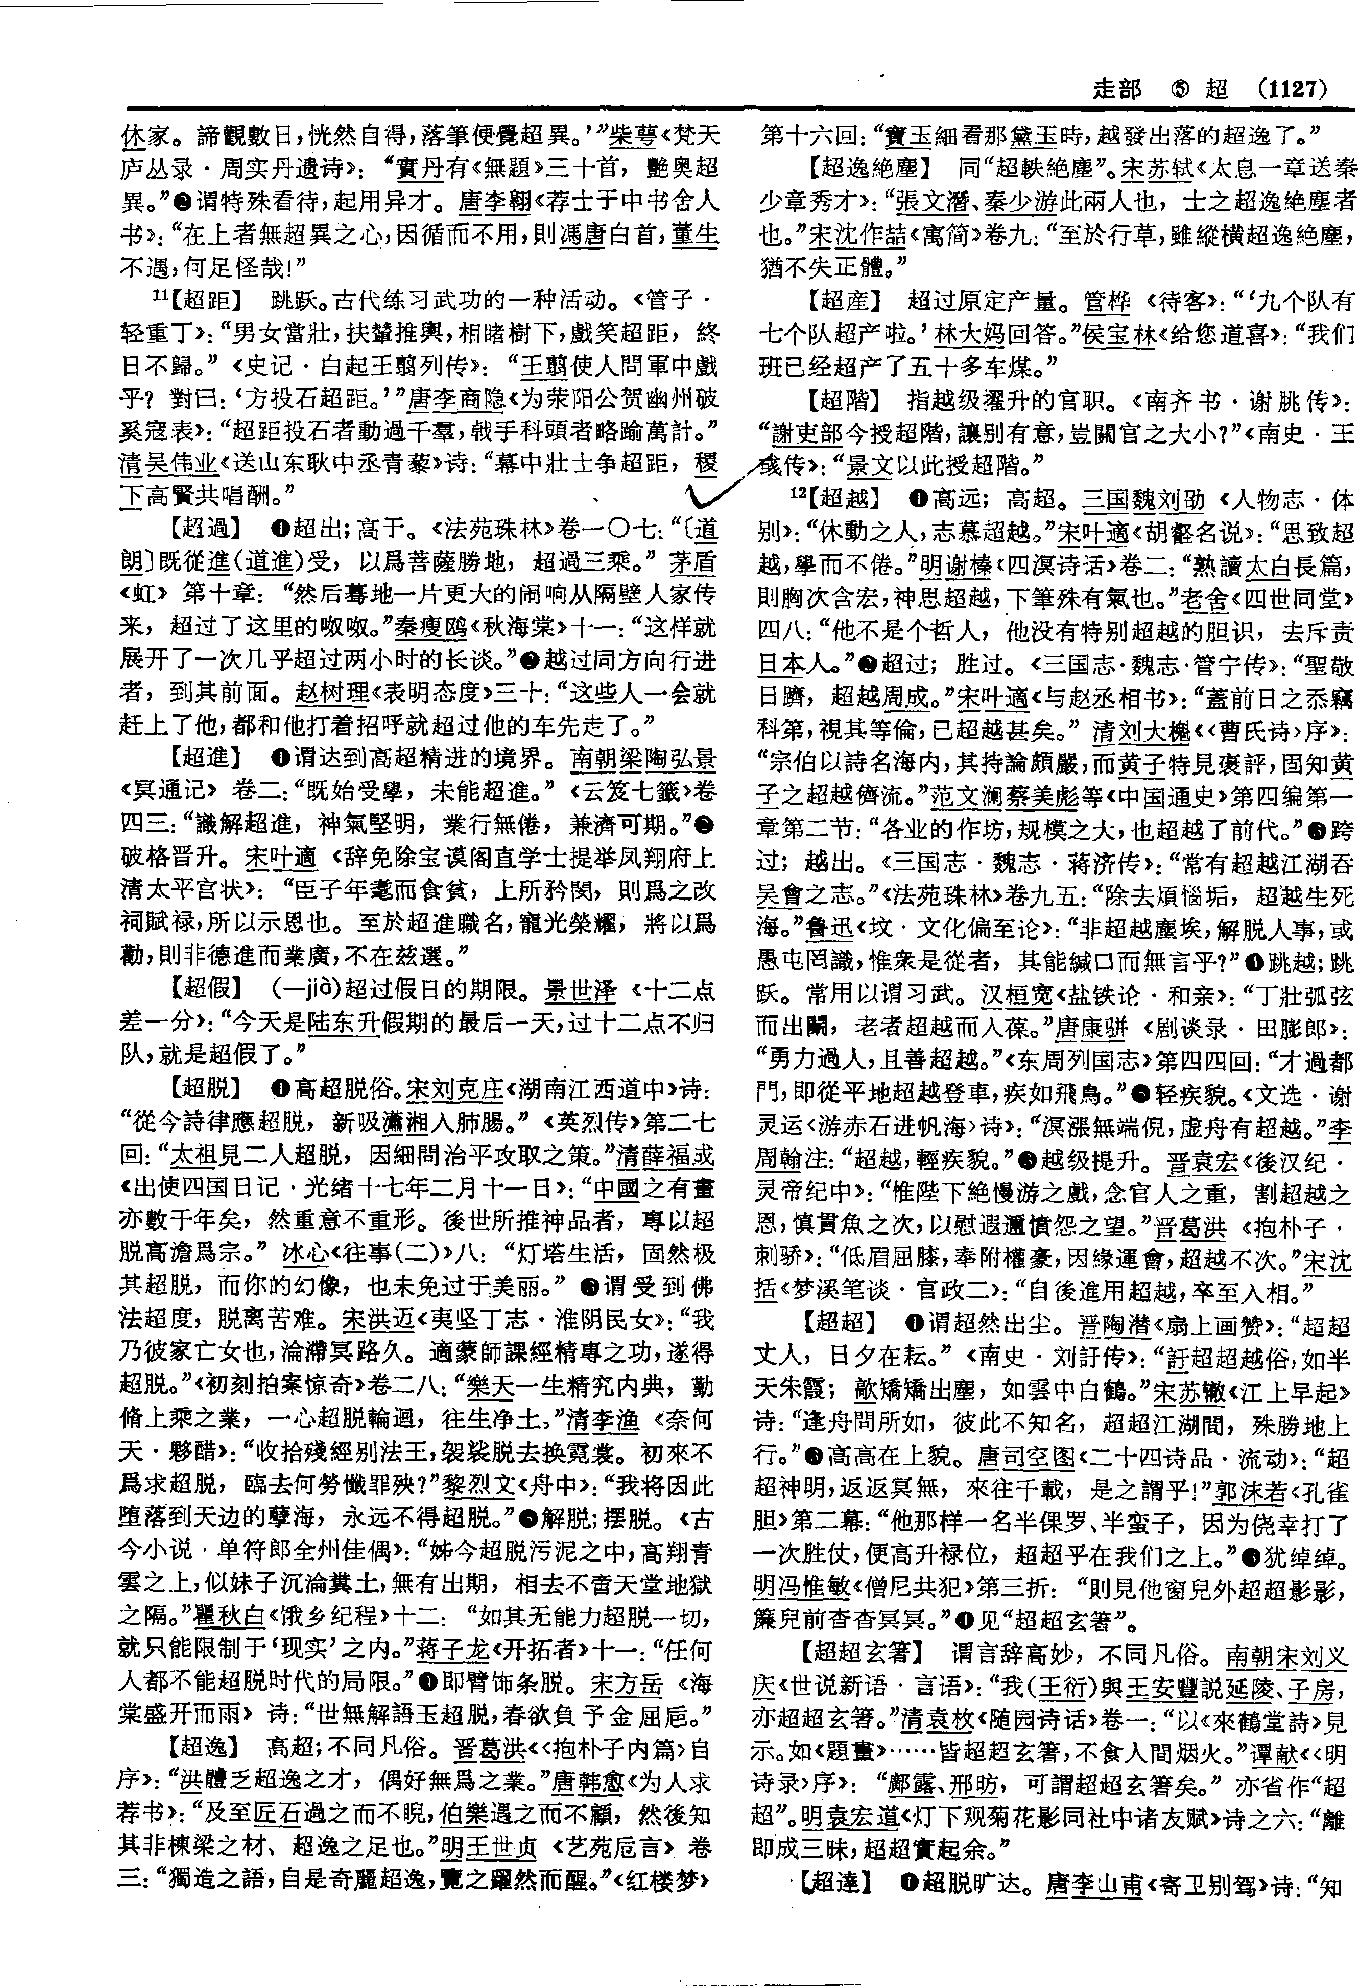 走部 ⑤ 超 (1127)
休家。諦觀數日，恍然自得，落筆便覺超異。’”柴萼《梵天
庐丛录·周实丹遗诗》：“實丹有《無題》三十首，艷奥超
異。”❷谓特殊看待，起用异才。唐李翱《荐士于中书舍人
书》：“在上者無超異之心，因循而不用，則馮唐白首，董生
不遇，何足怪哉！”
¹¹【超距】 跳跃。古代练习武功的一种活动。《管子·
轻重丁》：“男女當壯，扶輦推輿，相睹樹下，戲笑超距，終
日不歸。”《史记·白起王翦列传》：“王翦使人問軍中戲
乎？對曰：‘方投石超距。’”唐李商隐《为荥阳公贺幽州破
奚寇表》：“超距投石者動過千羣，戟手科頭者略踰萬計。”
清吴伟业《送山东耿中丞青藜》诗：“幕中壯士争超距，稷
下高賢共唱酬。”
【超過】 ❶超出；高于。《法苑珠林》卷一〇七：“〔道
朗〕既從進(道進)受，以爲菩薩勝地，超過三乘。”茅盾
《虹》第十章：“然后蓦地一片更大的闹响从隔壁人家传
来，超过了这里的呶呶。”秦瘦鸥《秋海棠》十一：“这样就
展开了一次几乎超过两小时的长谈。”❷越过同方向行进
者，到其前面。赵树理《表明态度》三十：“这些人一会就
赶上了他，都和他打着招呼就超过他的车先走了。”
【超進】 ❶谓达到高超精进的境界。南朝梁陶弘景
《冥通记》卷二：“既始受學，未能超進。”《云笈七籤》卷
四三：“識解超進，神氣堅明，業行無倦，兼濟可期。”❷
破格晋升。宋叶適《辞免除宝谟阁直学士提举凤翔府上
清太平宫状》：“臣子年耄而食貧，上所矜閔，則爲之改
祠賦禄，所以示恩也。至於超進職名，寵光榮耀，將以爲
勸，則非德進而業廣，不在兹選。”
【超假】 (—jià)超过假日的期限。景世泽《十二点
差一分》：“今天是陆东升假期的最后一天，过十二点不归
队，就是超假了。”
【超脱】 ❶高超脱俗。宋刘克庄《湖南江西道中》诗：
“從今詩律應超脱，新吸瀟湘入肺腸。”《英烈传》第二七
回：“太祖見二人超脱，因細問治平攻取之策。”清薛福成
《出使四国日记·光绪十七年二月十一日》：“中國之有畫
亦數千年矣，然重意不重形。後世所推神品者，專以超
脱高澹爲宗。”冰心《往事(二)》八：“灯塔生活，固然极
其超脱，而你的幻像，也未免过于美丽。”❷谓受到佛
法超度，脱离苦难。宋洪迈《夷坚丁志·淮阴民女》：“我
乃彼家亡女也，淪滯冥路久。適蒙師課經精專之功，遂得
超脱。”《初刻拍案惊奇》卷二八：“樂天一生精究内典，勤
脩上乘之業，一心超脱輪迴，往生净土。”清李渔《奈何
天·夥醋》：“收拾殘經别法王，袈裟脱去换霓裳。初來不
爲求超脱，臨去何勞懺罪殃？”黎烈文《舟中》：“我将因此
堕落到天边的孽海，永远不得超脱。”❸解脱；摆脱。《古
今小说·单符郎全州佳偶》：“姊今超脱污泥之中，高翔青
雲之上，似妹子沉淪糞土，無有出期，相去不啻天堂地獄
之隔。”瞿秋白《饿乡纪程》十二：“如其无能力超脱一切，
就只能限制于‘现实’之内。”蒋子龙《开拓者》十一：“任何
人都不能超脱时代的局限。”❹即臂饰条脱。宋方岳《海
棠盛开而雨》诗：“世無解語玉超脱，春欲負予金屈卮。”
【超逸】 高超；不同凡俗。晋葛洪《〈抱朴子内篇〉自
序》：“洪體乏超逸之才，偶好無爲之業。”唐韩愈《为人求
荐书》：“及至匠石過之而不睨，伯樂遇之而不顧，然後知
其非棟梁之材、超逸之足也。”明王世贞《艺苑卮言》卷
三：“獨造之語，自是奇麗超逸，覽之躍然而醒。”《红楼梦》
第十六回：“寶玉細看那黛玉時，越發出落的超逸了。”
【超逸絶塵】 同“超軼絶塵”。宋苏轼《太息一章送秦
少章秀才》：“張文潛、秦少游此兩人也，士之超逸絶塵者
也。”宋沈作喆《寓简》卷九：“至於行草，雖縱横超逸絶塵，
猶不失正體。”
【超産】 超过原定产量。管桦《待客》：“‘九个队有
七个队超产啦。’林大妈回答。”侯宝林《给您道喜》：“我们
班已经超产了五十多车煤。”
【超階】 指越级擢升的官职。《南齐书·谢朓传》：
“謝吏部今授超階，讓别有意，豈關官之大小？”《南史·王
彧传》：“景文以此授超階。”
¹²【超越】 ❶高远；高超。三国魏刘劭《人物志·体
别》：“休動之人，志慕超越。”宋叶適《胡翳名说》：“思致超
越，學而不倦。”明谢榛《四溟诗话》卷二：“熟讀太白長篇，
則胸次含宏，神思超越，下筆殊有氣也。”老舍《四世同堂》
四八：“他不是个哲人，他没有特别超越的胆识，去斥责
日本人。”❷超过；胜过。《三国志·魏志·管宁传》：“聖敬
日躋，超越周成。”宋叶適《与赵丞相书》：“蓋前日之忝竊
科第，視其等倫，已超越甚矣。”清刘大櫆《〈曹氏诗〉序》：
“宗伯以詩名海内，其持論頗嚴，而黄子特見褒評，固知黄
子之超越儕流。”范文澜蔡美彪等《中国通史》第四编第一
章第二节：“各业的作坊，规模之大，也超越了前代。”❸跨
过；越出。《三国志·魏志·蒋济传》：“常有超越江湖吞
吴會之志。”《法苑珠林》卷九五：“除去煩惱垢，超越生死
海。”鲁迅《坟·文化偏至论》：“非超越塵埃，解脱人事，或
愚屯罔識，惟衆是從者，其能緘口而無言乎？”❹跳越；跳
跃。常用以谓习武。汉桓宽《盐铁论·和亲》：“丁壯弧弦
而出鬭，老者超越而入葆。”唐康骈《剧谈录·田膨郎》：
“勇力過人，且善超越。”《东周列国志》第四四回：“才過都
門，即從平地超越登車，疾如飛鳥。”❺轻疾貌。《文选·谢
灵运〈游赤石进帆海〉诗》：“溟漲無端倪，虚舟有超越。”李
周翰注：“超越，輕疾貌。”❻越级提升。晋袁宏《後汉纪·
灵帝纪中》：“惟陛下絶慢游之戲，念官人之重，割超越之
恩，慎貫魚之次，以慰遐邇憤怨之望。”晋葛洪《抱朴子·
刺骄》：“低眉屈膝，奉附權豪，因緣運會，超越不次。”宋沈
括《梦溪笔谈·官政二》：“自後進用超越，卒至入相。”
【超超】 ❶谓超然出尘。晋陶潜《扇上画赞》：“超超
丈人，日夕在耘。”《南史·刘訏传》：“訏超超越俗，如半
天朱霞；歊矯矯出塵，如雲中白鶴。”宋苏辙《江上早起》
诗：“逢舟問所如，彼此不知名，超超江湖間，殊勝地上
行。”❷高高在上貌。唐司空图《二十四诗品·流动》：“超
超神明，返返冥無，來往千載，是之謂乎！”郭沫若《孔雀
胆》第二幕：“他那样一名半倮罗、半蛮子，因为侥幸打了
一次胜仗，便高升禄位，超超乎在我们之上。”❸犹绰绰。
明冯惟敏《僧尼共犯》第三折：“則見他窗兒外超超影影，
簾兒前杳杳冥冥。”❹见“超超玄箸”。
【超超玄箸】 谓言辞高妙，不同凡俗。南朝宋刘义
庆《世说新语·言语》：“我(王衍)與王安豐説延陵、子房，
亦超超玄箸。”清袁枚《随园诗话》卷一：“以《來鶴堂詩》見
示。如《題畫》……皆超超玄箸，不食人間烟火。”谭献《〈明
诗录〉序》：“鄺露、邢昉，可謂超超玄箸矣。”亦省作“超
超”。明袁宏道《灯下观菊花影同社中诸友赋》诗之六：“離
即成三昧，超超實起余。”
【超達】 ❶超脱旷达。唐李山甫《寄卫别驾》诗：“知